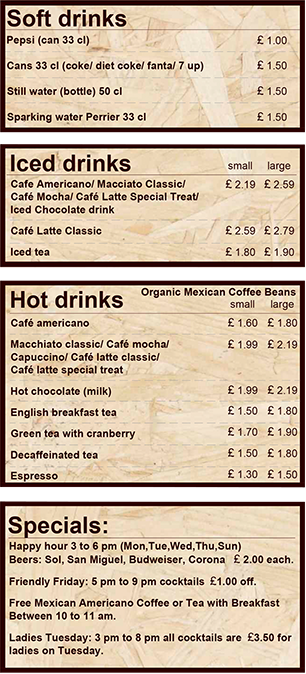 Soft drinks
Pepsi (can 33 cl) £ 1.00
Cans 33 cl (coke/ diet coke/ fanta/ 7 up) £ 1.50
Still water (bottle) 50 cl £ 1.50
Sparking water Perrier 33 cl £ 1.50
Iced drinks small large
Cafe Americano/ Macciato Classic/ £ 2.19 £ 2.59
Café Mocha/ Café Latte Special Treat/
Iced Chocolate drink
Café Latte Classic £ 2.59 £ 2.79
Iced tea £ 1.80 £ 1.90
Organic Mexican Coffee Beans
Hot drinks small large
Café americano £ 1.60 £ 1.80
Macchiato classic/ Café mocha/ £ 1.99 £ 2.19
Capuccino/ Café latte classic/
Café latte special treat
Hot chocolate (milk) £ 1.99 £ 2.19
English breakfast tea £ 1.50 £ 1.80
Green tea with cranberry £ 1.70 £ 1.90
Decaffeinated tea £ 1.50 £ 1.80
Espresso £ 1.30 £ 1.50
Specials:
Happy hour 3 to 6 pm (Mon,Tue,Wed,Thu,Sun)
Beers: Sol, San Miguel, Budweiser, Corona £ 2.00 each.
Friendly Friday: 5 pm to 9 pm cocktails £1.00 off.
Free Mexican Americano Coffee or Tea with Breakfast
Between 10 to 11 am.
Ladies Tuesday: 3 pm to 8 pm all cocktails are £3.50 for
ladies on Tuesday.